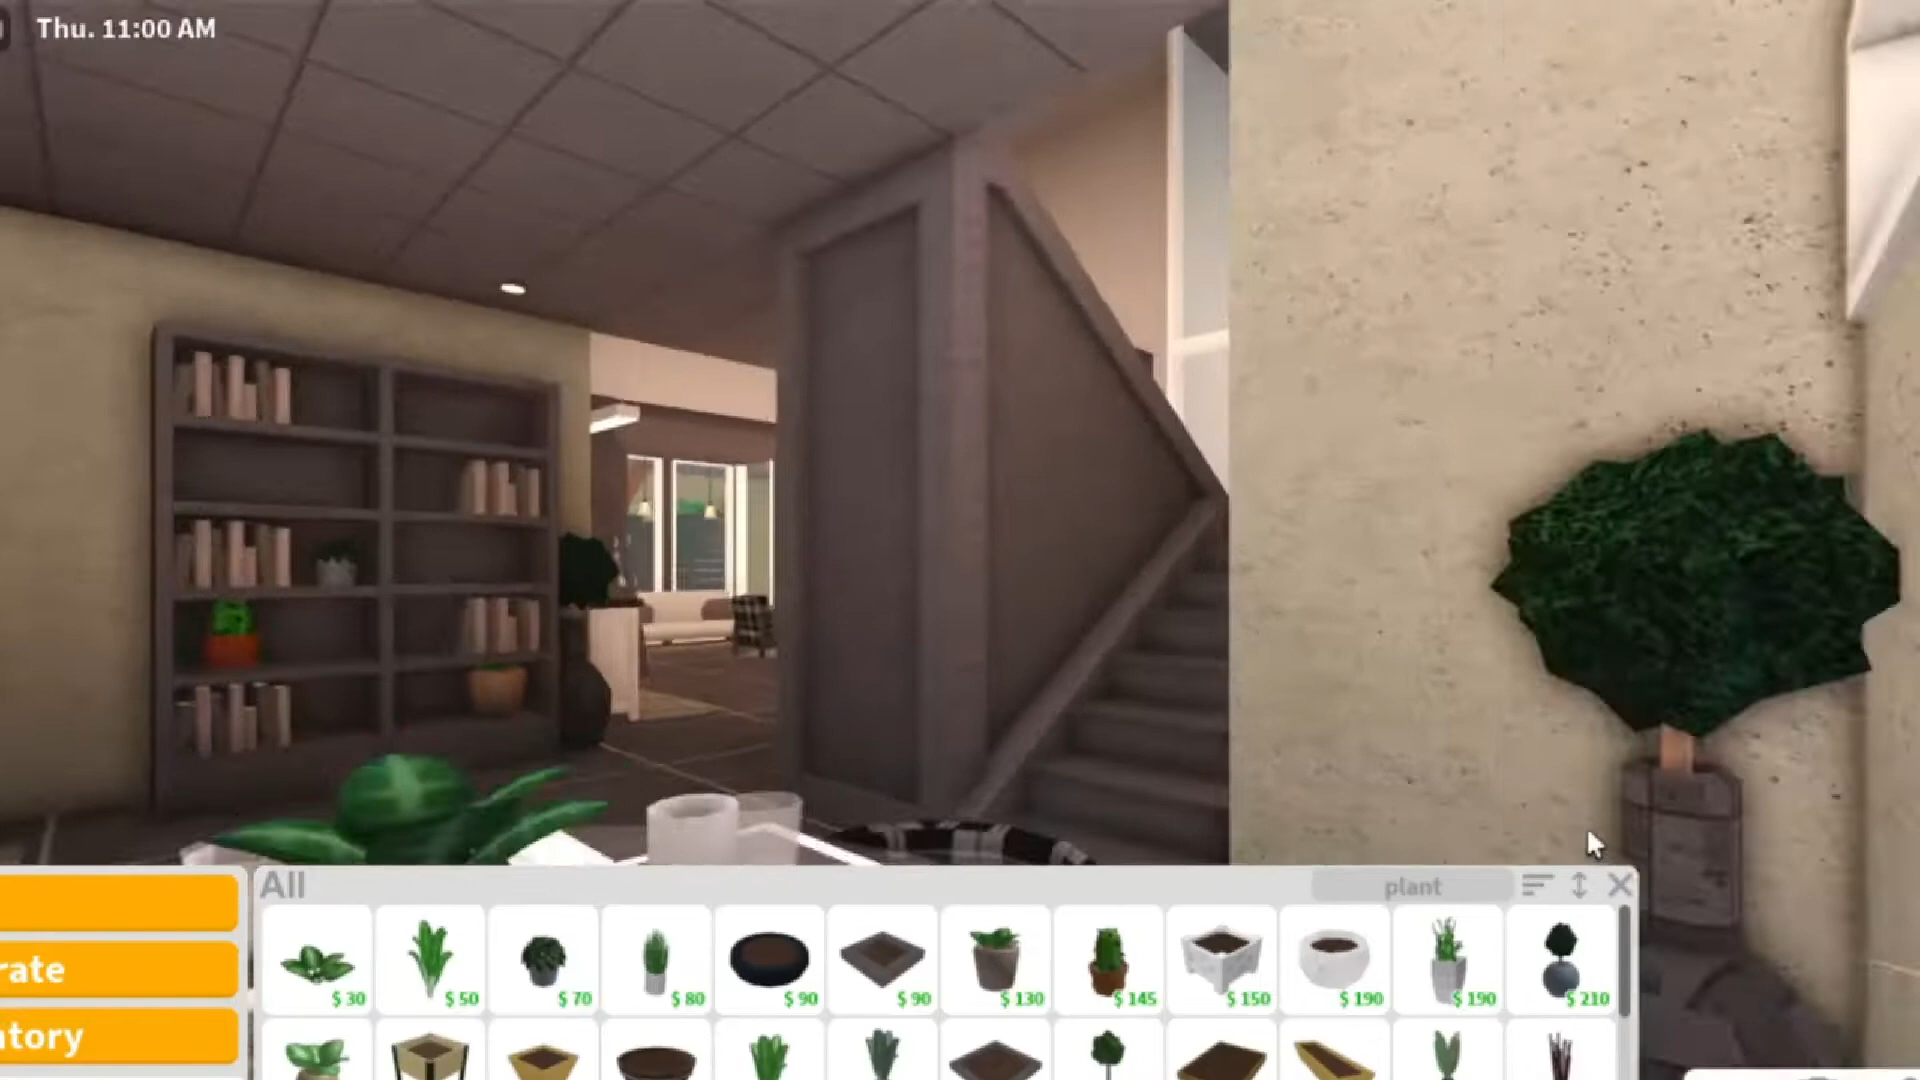 Thu. 11:00 AM
All
plant
$ 30
$ 50
$ 70
$ 80
$ 90
$ 90
$ 130
$ 145
$ 150
$ 190
$ 190
$ 210
rate
ntory